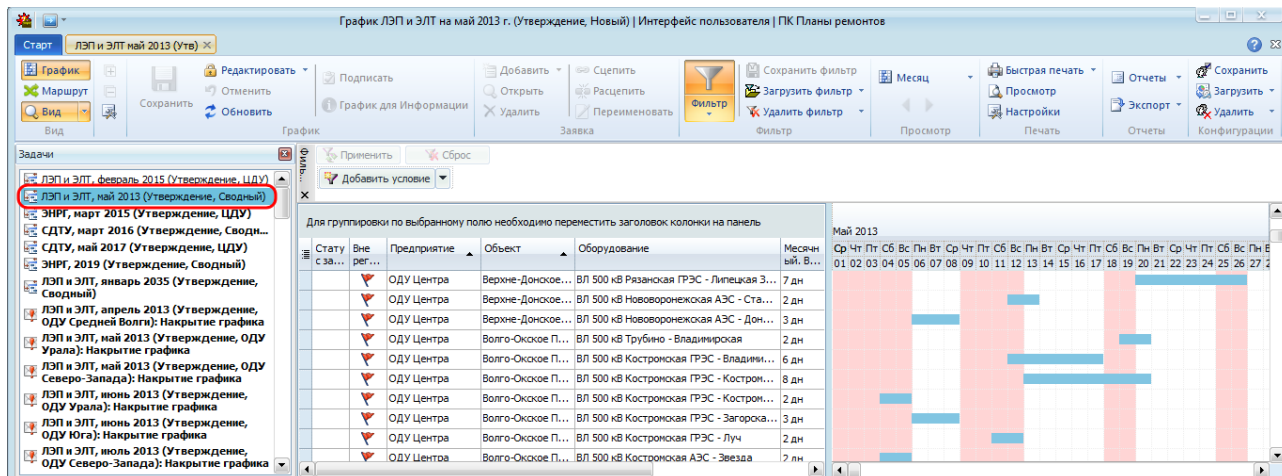 График ЛЭП и ЭЛТ на май 2013 г. (Утверждение, Новый) | Интерфейс пользователя | ПК Планы ремонтов
Старт ЛЭП и ЭЛТ май 2013 (Утв)
График Редактировать Подписать Добавить Сцепить Сохранить фильтр Месяц Быстрая печать Отчеты Сохранить
Маршрут Отменить Открыть Расцепить Загрузить фильтр Просмотр Загрузить
Вид Сохранить Обновить График для Информации Удалить Переименовать Фильтр Удалить фильтр Настройки Экспорт Удалить
Вид График Заявка Фильтр Просмотр Печать Отчеты Конфигурации
Задачи
ЛЭП и ЭЛТ, февраль 2015 (Утверждение, ЦДУ)
ЛЭП и ЭЛТ, май 2013 (Утверждение, Сводный)
ЭНРГ, март 2015 (Утверждение, ЦДУ)
СДТУ, март 2016 (Утверждение, Сводн...
СДТУ, май 2017 (Утверждение, ЦДУ)
ЭНРГ, 2019 (Утверждение, Сводный)
ЛЭП и ЭЛТ, январь 2035 (Утверждение,
Сводный)
ЛЭП и ЭЛТ, апрель 2013 (Утверждение,
ОДУ Средней Волги): Накрытие графика
ЛЭП и ЭЛТ, май 2013 (Утверждение, ОДУ
Урала): Накрытие графика
ЛЭП и ЭЛТ, май 2013 (Утверждение, ОДУ
Северо-Запада): Накрытие графика
ЛЭП и ЭЛТ, июнь 2013 (Утверждение,
ОДУ Урала): Накрытие графика
ЛЭП и ЭЛТ, июнь 2013 (Утверждение,
ОДУ Юга): Накрытие графика
ЛЭП и ЭЛТ, июль 2013 (Утверждение,
ОДУ Северо-Запада): Накрытие графика
Филь...
Применить Сброс
Добавить условие
Для группировки по выбранному полю необходимо переместить заголовок колонки на панель
Май 2013
Стату Вне Предприятие Объект Оборудование Месячн
с за... рег... ый. В...
Ср Чт Пт Сб Вс Пн Вт Ср Чт Пт Сб Вс Пн Вт Ср Чт Пт Сб Вс Пн Вт Ср Чт Пт Сб Вс Пн
01 02 03 04 05 06 07 08 09 10 11 12 13 14 15 16 17 18 19 20 21 22 23 24 25 26 27
ОДУ Центра Верхне-Донское... ВЛ 500 кВ Рязанская ГРЭС - Липецкая З... 7 дн
ОДУ Центра Верхне-Донское... ВЛ 500 кВ Нововоронежская АЭС - Ста... 2 дн
ОДУ Центра Верхне-Донское... ВЛ 500 кВ Нововоронежская АЭС - Дон... 3 дн
ОДУ Центра Волго-Окское П... ВЛ 500 кВ Трубино - Владимирская 2 дн
ОДУ Центра Волго-Окское П... ВЛ 500 кВ Костромская ГРЭС - Владими... 6 дн
ОДУ Центра Волго-Окское П... ВЛ 500 кВ Костромская ГРЭС - Костром... 8 дн
ОДУ Центра Волго-Окское П... ВЛ 500 кВ Костромская ГРЭС - Костром... 2 дн
ОДУ Центра Волго-Окское П... ВЛ 500 кВ Костромская ГРЭС - Загорска... 3 дн
ОДУ Центра Волго-Окское П... ВЛ 500 кВ Костромская ГРЭС - Луч 2 дн
ОДУ Центра Волго-Окское П... ВЛ 500 кВ Костромская АЭС - Звезда 2 дн